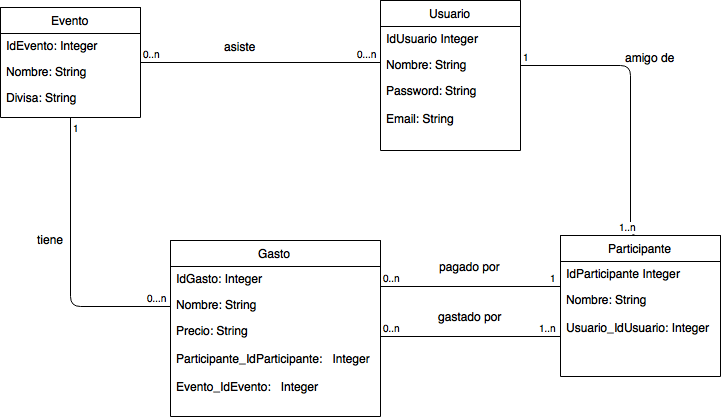 Evento
IdEvento: Integer
Nombre: String
Divisa: String
asiste
0..n
0...n
Usuario
IdUsuario Integer
Nombre: String
Password: String
Email: String
1
amigo de
1..n
1
tiene
0...n
Gasto
IdGasto: Integer
Nombre: String
Precio: String
Participante_IdParticipante: Integer
Evento_IdEvento: Integer
pagado por
0..n
1
gastado por
0..n
1..n
Participante
IdParticipante Integer
Nombre: String
Usuario_IdUsuario: Integer